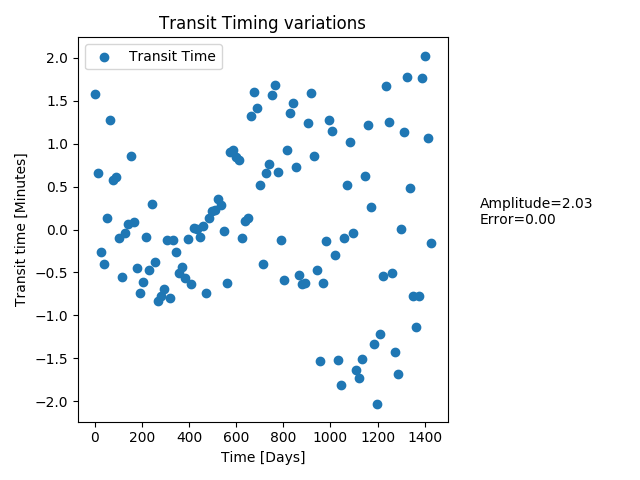 Transit Timing variations
Transit Time
Transit time [Minutes]
2.0
1.5
1.0
0.5
0.0
−0.5
−1.0
−1.5
−2.0
0 200 400 600 800 1000 1200 1400
Time [Days]
Amplitude=2.03
Error=0.00